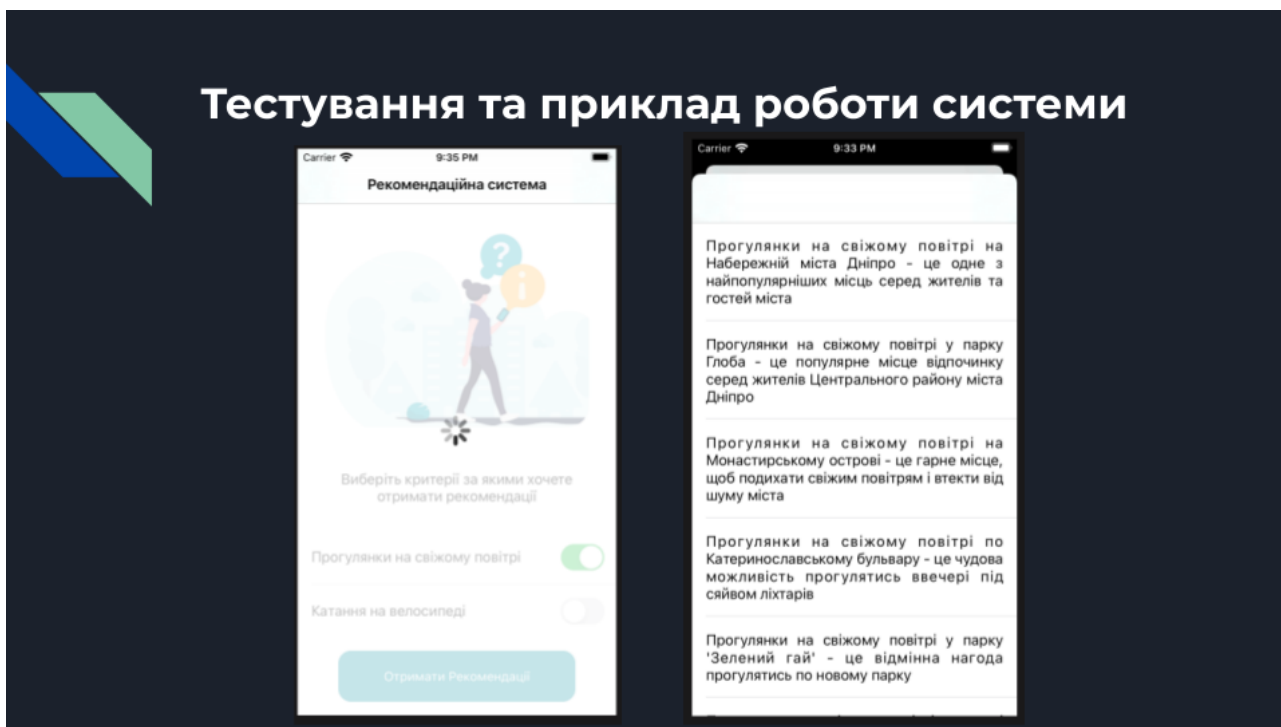 Тестування та приклад роботи системи
Carrier 9:35 PM
Рекомендаційна система
?
i
Виберіть критерії за якими хочете
отримати рекомендації
Прогулянки на свіжому повітрі
Катання на велосипеді
Отримати Рекомендації
Carrier 9:33 PM
Прогулянки на свіжому повітрі на
Набережній міста Дніпро - це одне з
найпопулярніших місць серед жителів та
гостей міста
Прогулянки на свіжому повітрі у парку
Глоба - це популярне місце відпочинку
серед жителів Центрального району міста
Дніпро
Прогулянки на свіжому повітрі на
Монастирському острові - це гарне місце,
щоб подихати свіжим повітрям і втекти від
шуму міста
Прогулянки на свіжому повітрі по
Катеринославському бульвару - це чудова
можливість прогулятись ввечері під
сяйвом ліхтарів
Прогулянки на свіжому повітрі у парку
'Зелений гай' - це відмінна нагода
прогулятись по новому парку